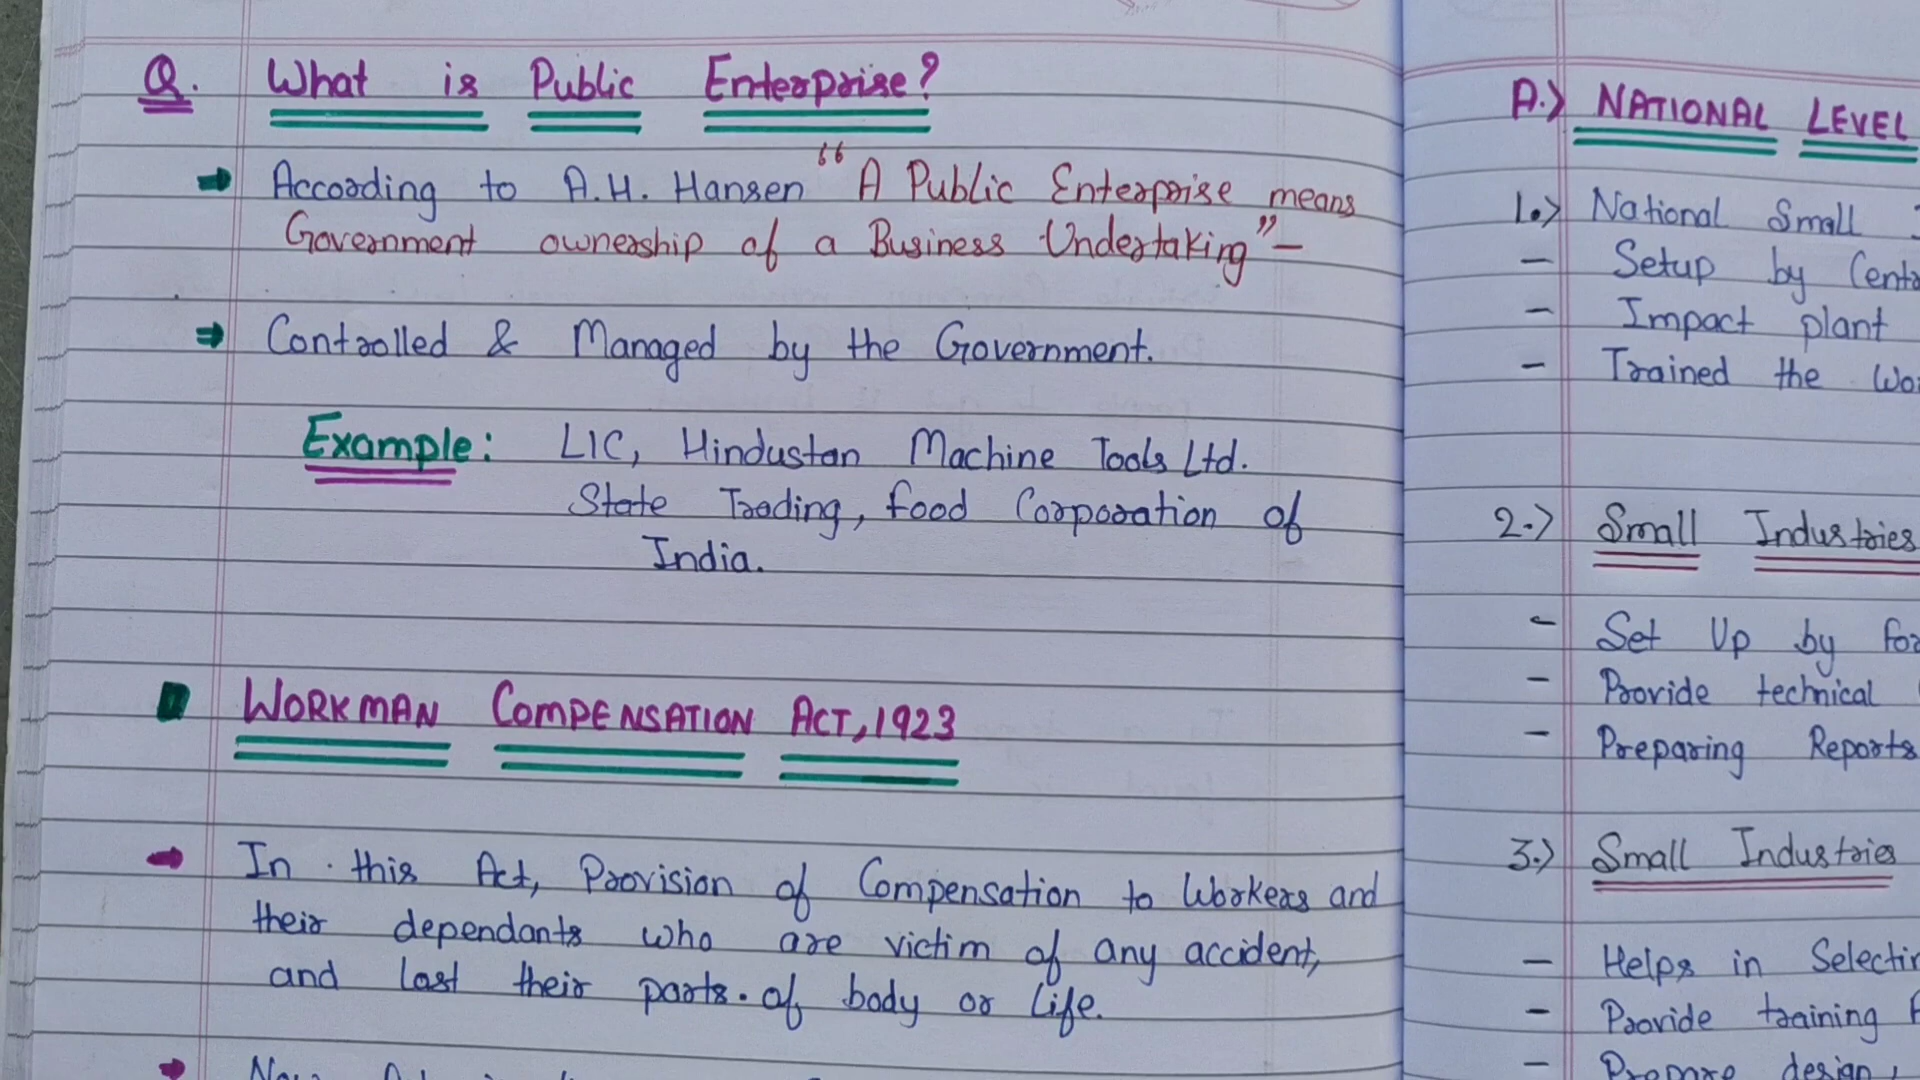 Q. What is Public Enterprise?
According to A.H. Hansen "A Public Enterprise means
Government ownership of a Business Undertaking"-
Controlled & Managed by the Government.
Example: LIC, Hindustan Machine Tools Ltd.
State Trading, Food Corporation of
India.
WORKMAN COMPENSATION ACT, 1923
In this Act, Provision of Compensation to Workers and
their dependants who are victim of any accident,
and lost their parts of body or life.
A.) NATIONAL LEVEL
1.) National Small
- Setup by
- Impact plant
- Trained the
2.) Small Industries
- Set Up by
- Provide technical
- Preparing Reports
3.) Small Industries
- Helps in
- Provide training
- Prepare design,